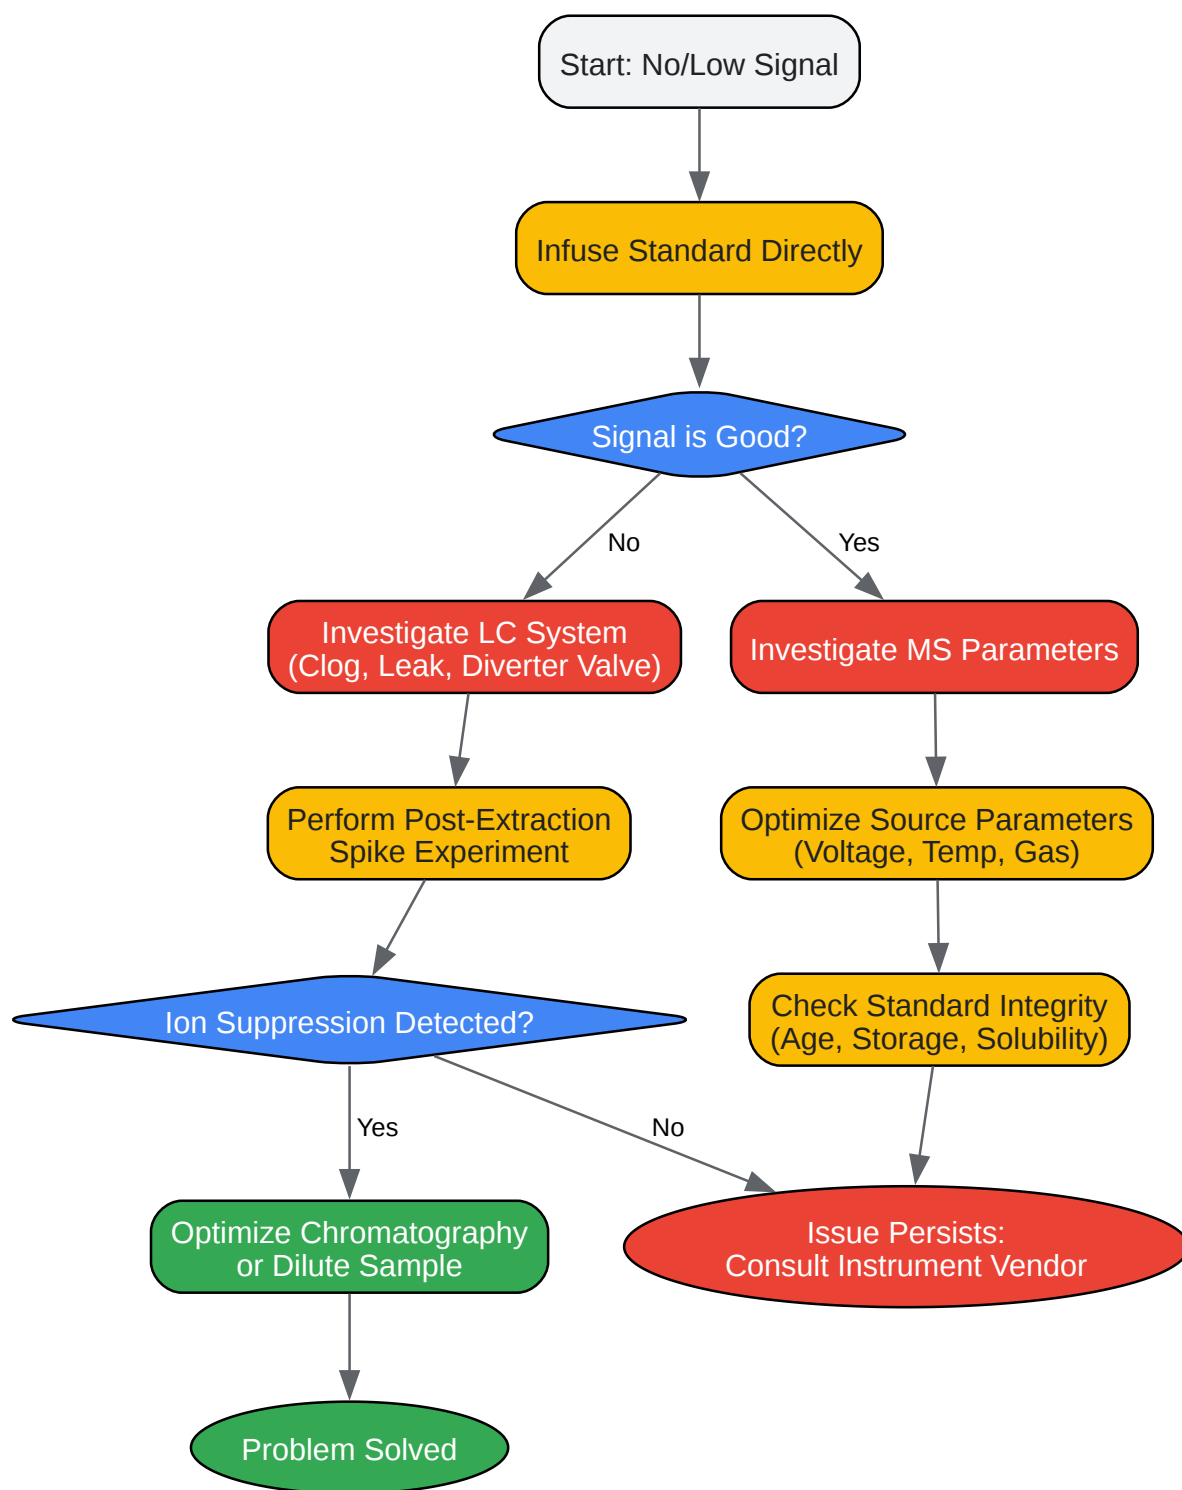 Start: No/Low Signal
Infuse Standard Directly
Signal is Good?
No
Yes
Investigate LC System
(Clog, Leak, Diverter Valve)
Investigate MS Parameters
Perform Post-Extraction
Spike Experiment
Optimize Source Parameters
(Voltage, Temp, Gas)
Ion Suppression Detected?
Check Standard Integrity
(Age, Storage, Solubility)
Yes
No
Optimize Chromatography
or Dilute Sample
Issue Persists:
Consult Instrument Vendor
Problem Solved